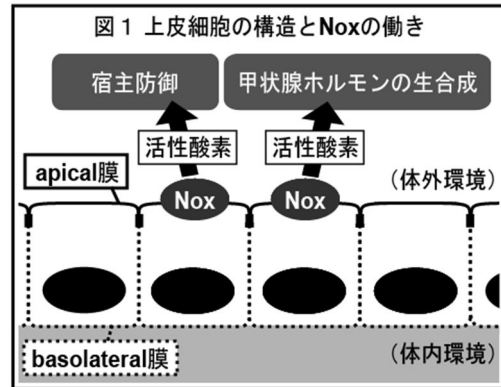 図1 上皮細胞の構造とNoxの働き
宿主防御
甲状腺ホルモンの生合成
活性酸素
活性酸素
apical膜
Nox
Nox
(体外環境)
basolateral膜
(体内環境)